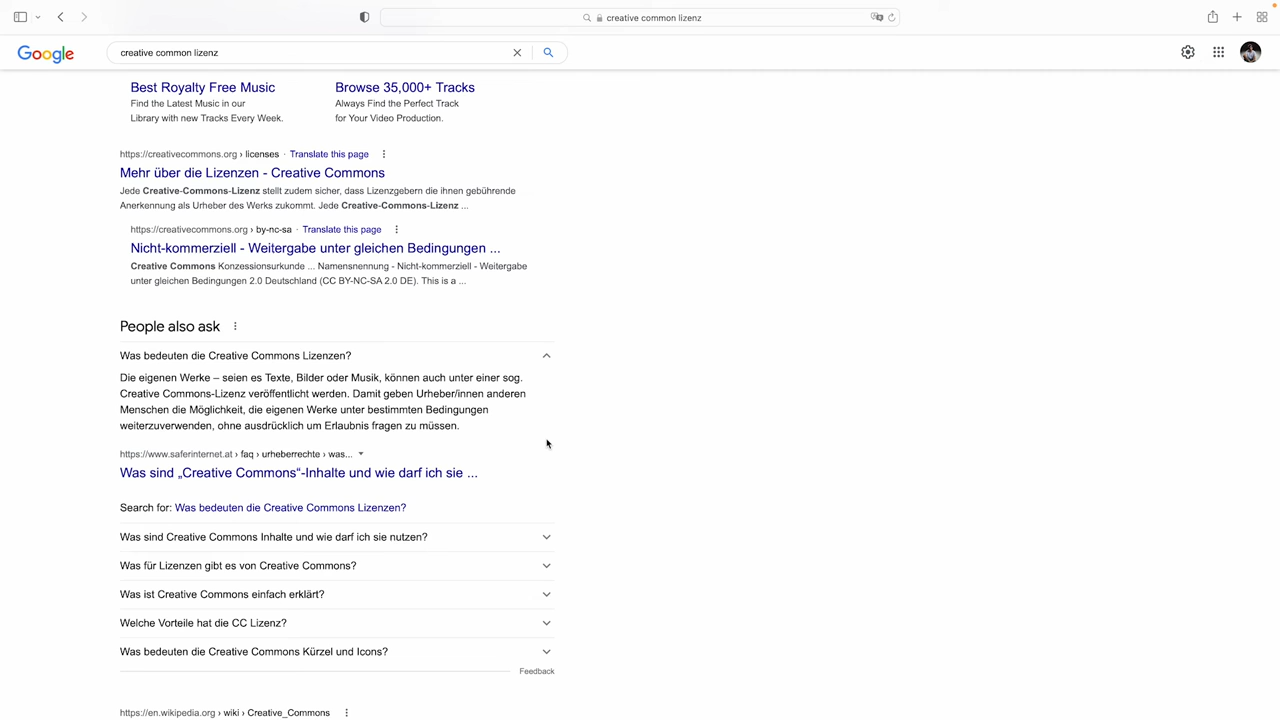 creative common lizenz
Google
creative common lizenz
Best Royalty Free Music
Find the Latest Music in our
Library with new Tracks Every Week.
Browse 35,000+ Tracks
Always Find the Perfect Track
for Your Video Production.
https://creativecommons.org › licenses · Translate this page
Mehr über die Lizenzen - Creative Commons
Jede Creative-Commons-Lizenz stellt zudem sicher, dass Lizenzgebern die ihnen gebührende
Anerkennung als Urheber des Werks zukommt. Jede Creative-Commons-Lizenz ...
https://creativecommons.org › by-nc-sa · Translate this page
Nicht-kommerziell - Weitergabe unter gleichen Bedingungen ...
Creative Commons Konzessionsurkunde ... Namensnennung - Nicht-kommerziell - Weitergabe
unter gleichen Bedingungen 2.0 Deutschland (CC BY-NC-SA 2.0 DE). This is a ...
People also ask
Was bedeuten die Creative Commons Lizenzen?
Die eigenen Werke – seien es Texte, Bilder oder Musik, können auch unter einer sog.
Creative Commons-Lizenz veröffentlicht werden. Damit geben Urheber/innen anderen
Menschen die Möglichkeit, die eigenen Werke unter bestimmten Bedingungen
weiterzuverwenden, ohne ausdrücklich um Erlaubnis fragen zu müssen.
https://www.saferinternet.at › faq › urheberrechte › was...
Was sind „Creative Commons“-Inhalte und wie darf ich sie ...
Search for: Was bedeuten die Creative Commons Lizenzen?
Was sind Creative Commons Inhalte und wie darf ich sie nutzen?
Was für Lizenzen gibt es von Creative Commons?
Was ist Creative Commons einfach erklärt?
Welche Vorteile hat die CC Lizenz?
Was bedeuten die Creative Commons Kürzel und Icons?
Feedback
https://en.wikipedia.org › wiki › Creative_Commons